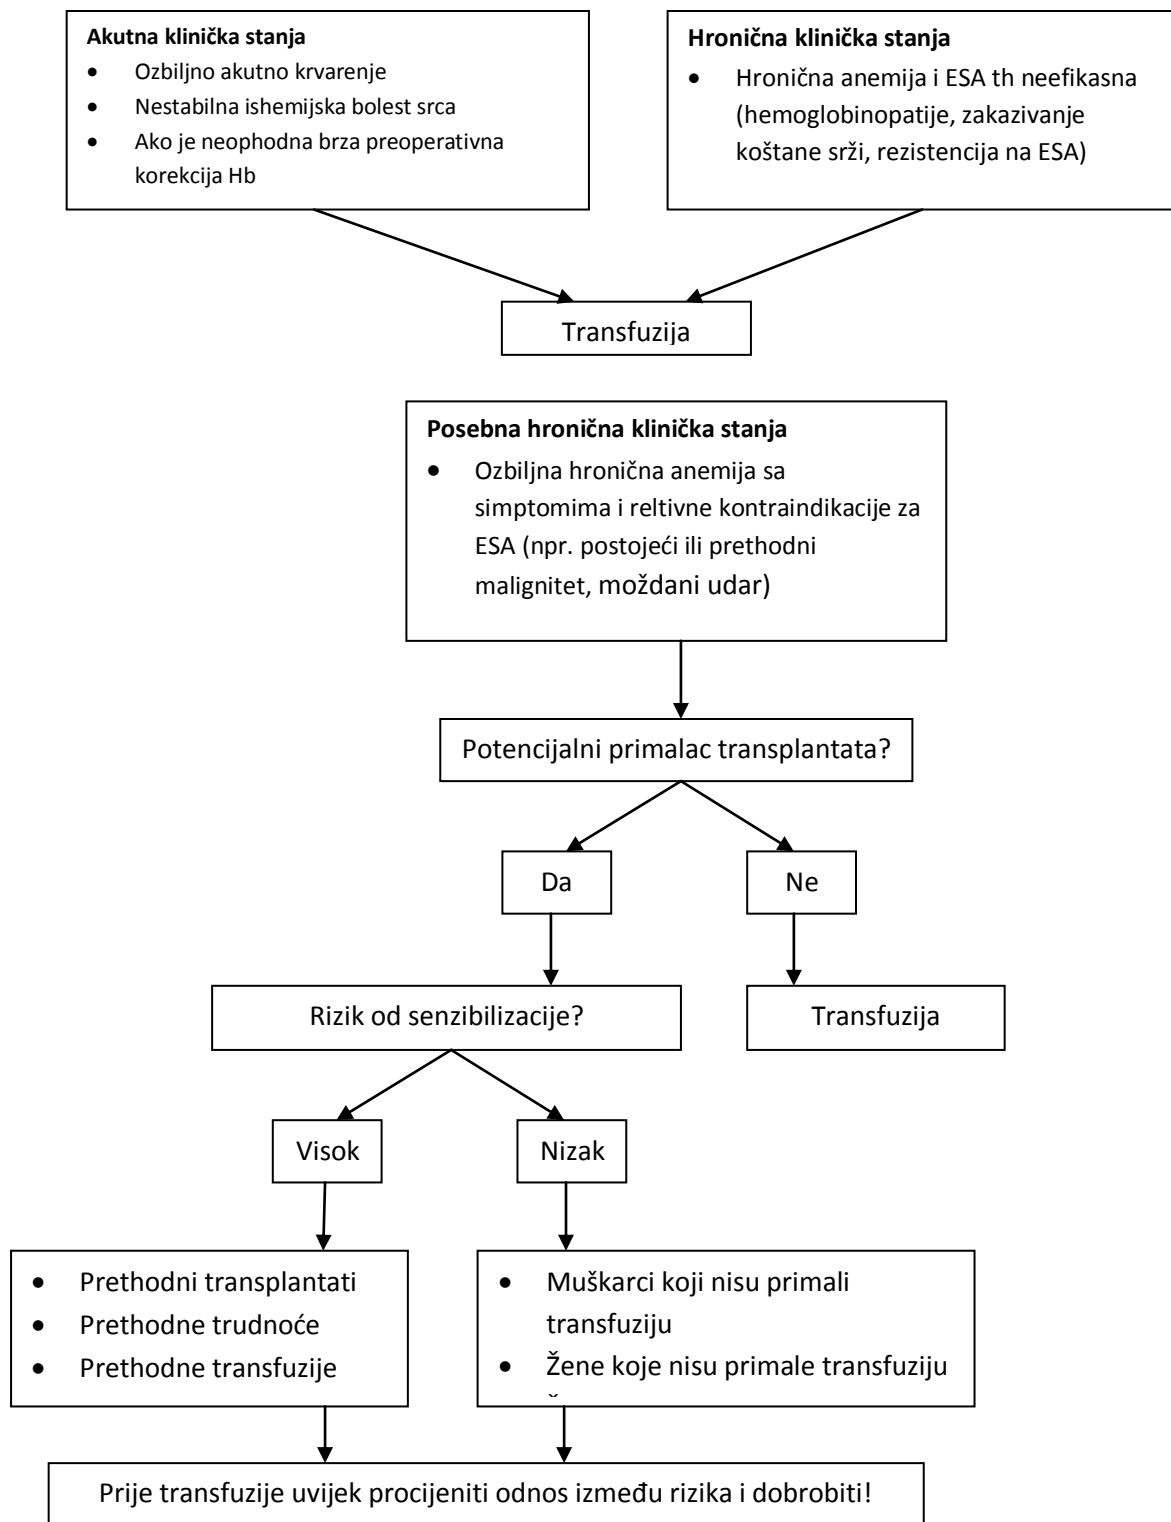 Akutna klinička stanja
• Ozbiljno akutno krvarenje
• Nestabilna ishemijska bolest srca
• Ako je neophodna brza preoperativna
korekcija Hb
Hronična klinička stanja
• Hronična anemija i ESA th neefikasna
(hemoglobinopatije, zakazivanje
koštane srži, rezistencija na ESA)
Transfuzija
Posebna hronična klinička stanja
• Ozbiljna hronična anemija sa
simptomima i reltivne kontraindikacije za
ESA (npr. postojeći ili prethodni
malignitet, moždani udar)
Potencijalni primalac transplantata?
Da
Ne
Rizik od senzibilizacije?
Transfuzija
Visok
Nizak
• Prethodni transplantati
• Prethodne trudnoće
• Prethodne transfuzije
• Muškarci koji nisu primali
transfuziju
• Žene koje nisu primale transfuziju
Prije transfuzije uvijek procijeniti odnos između rizika i dobrobiti!